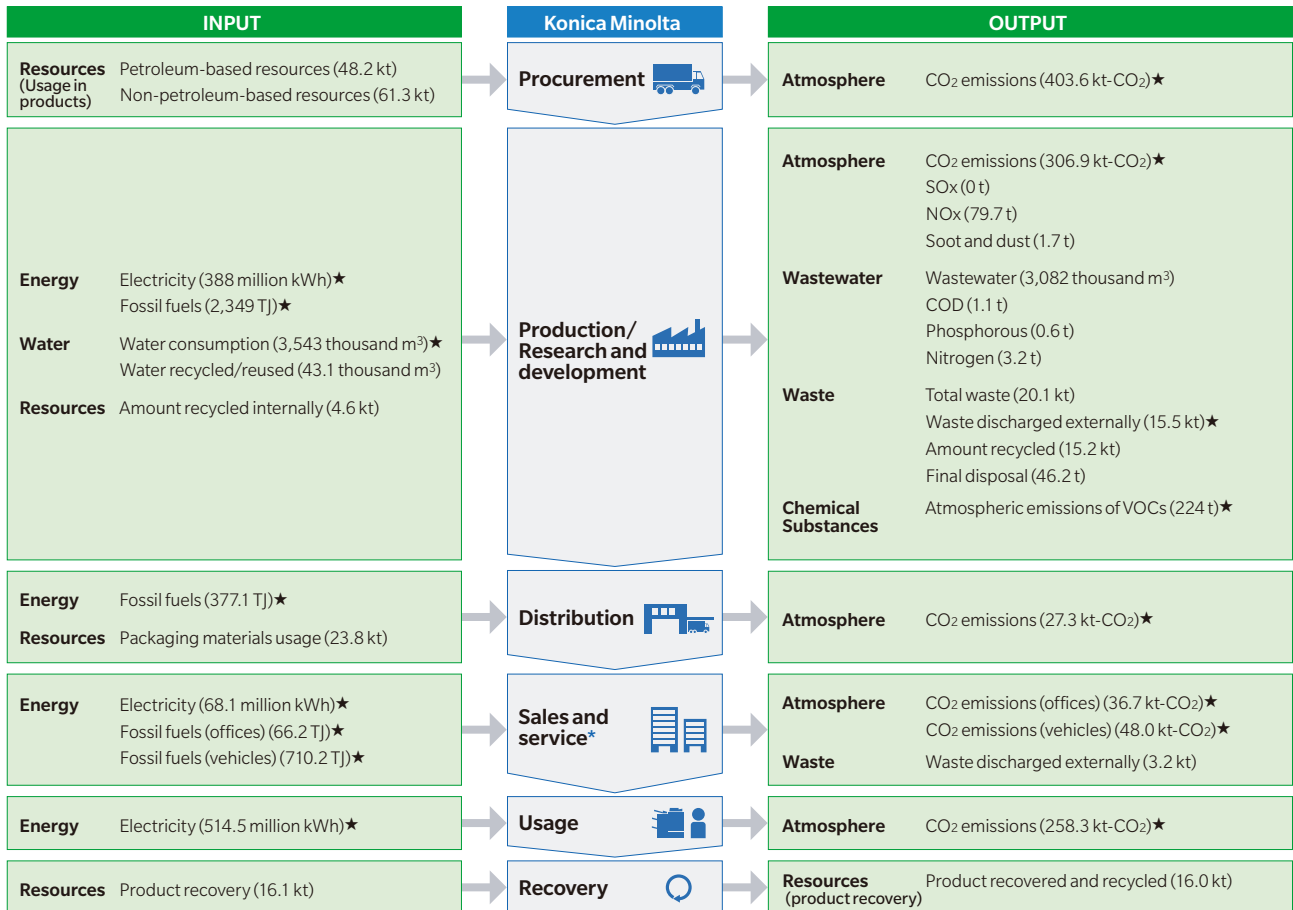 INPUT
Konica Minolta
OUTPUT
Resources
(Usage in
products)
Petroleum-based resources (48.2 kt)
Non-petroleum-based resources (61.3 kt)
Procurement
Atmosphere
CO2 emissions (403.6 kt-CO2)★
Energy
Electricity (388 million kWh)★
Fossil fuels (2,349 TJ)★
Water
Water consumption (3,543 thousand m³)★
Water recycled/reused (43.1 thousand m³)
Resources
Amount recycled internally (4.6 kt)
Production/
Research and
development
Atmosphere
CO2 emissions (306.9 kt-CO2)★
SOx (0 t)
NOx (79.7 t)
Soot and dust (1.7 t)
Wastewater
Wastewater (3,082 thousand m³)
COD (1.1 t)
Phosphorous (0.6 t)
Nitrogen (3.2 t)
Waste
Total waste (20.1 kt)
Waste discharged externally (15.5 kt)★
Amount recycled (15.2 kt)
Final disposal (46.2 t)
Chemical
Substances
Atmospheric emissions of VOCs (224 t)★
Energy
Fossil fuels (377.1 TJ)★
Resources
Packaging materials usage (23.8 kt)
Distribution
Atmosphere
CO2 emissions (27.3 kt-CO2)★
Energy
Electricity (68.1 million kWh)★
Fossil fuels (offices) (66.2 TJ)★
Fossil fuels (vehicles) (710.2 TJ)★
Sales and
service*
Atmosphere
CO2 emissions (offices) (36.7 kt-CO2)★
CO2 emissions (vehicles) (48.0 kt-CO2)★
Waste
Waste discharged externally (3.2 kt)
Energy
Electricity (514.5 million kWh)★
Usage
Atmosphere
CO2 emissions (258.3 kt-CO2)★
Resources
Product recovery (16.1 kt)
Recovery
Resources
(product recovery)
Product recovered and recycled (16.0 kt)